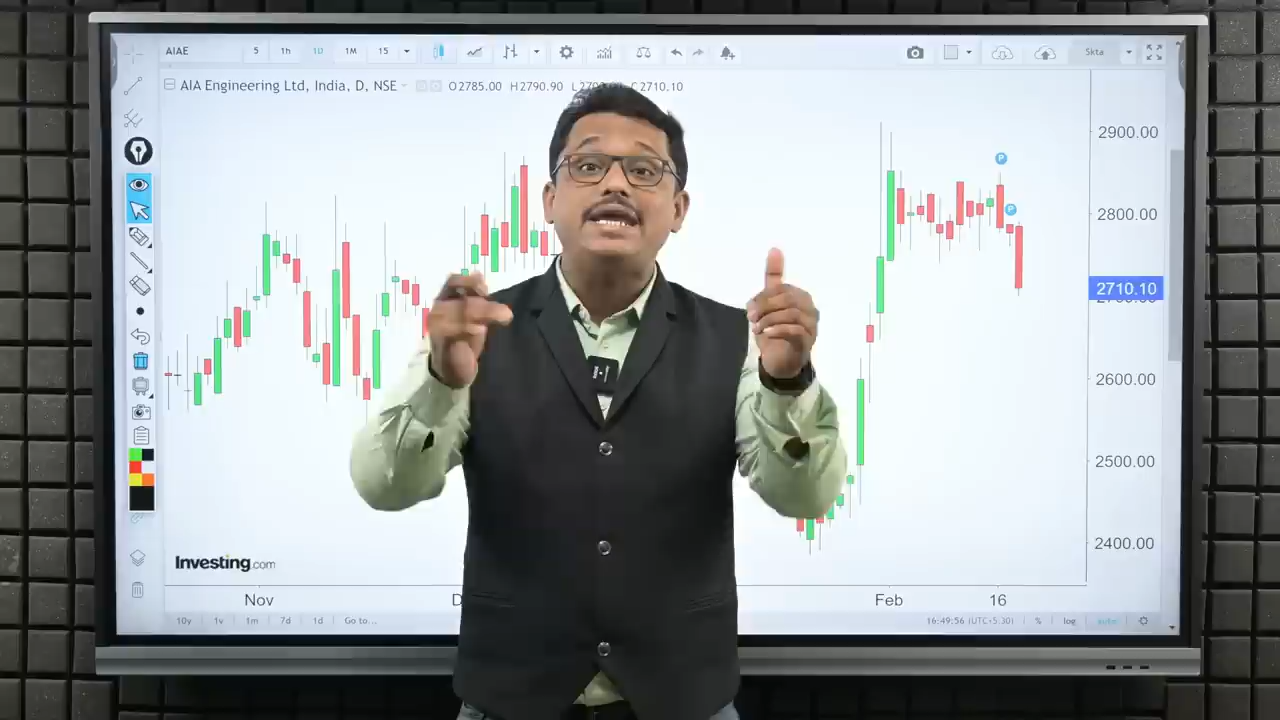 AIAE 5 1h 1D 1M 15 5kta
AIA Engineering Ltd, India, D, NSE O2785.00 H2790.90 C2710.10
2900.00
2800.00
2710.10
2600.00
2500.00
2400.00
Investing.com
Nov Feb 16
10y 1y 1m 7d 1d Go to... 16:49:56 (UTC+5:30) % log auto
P
P